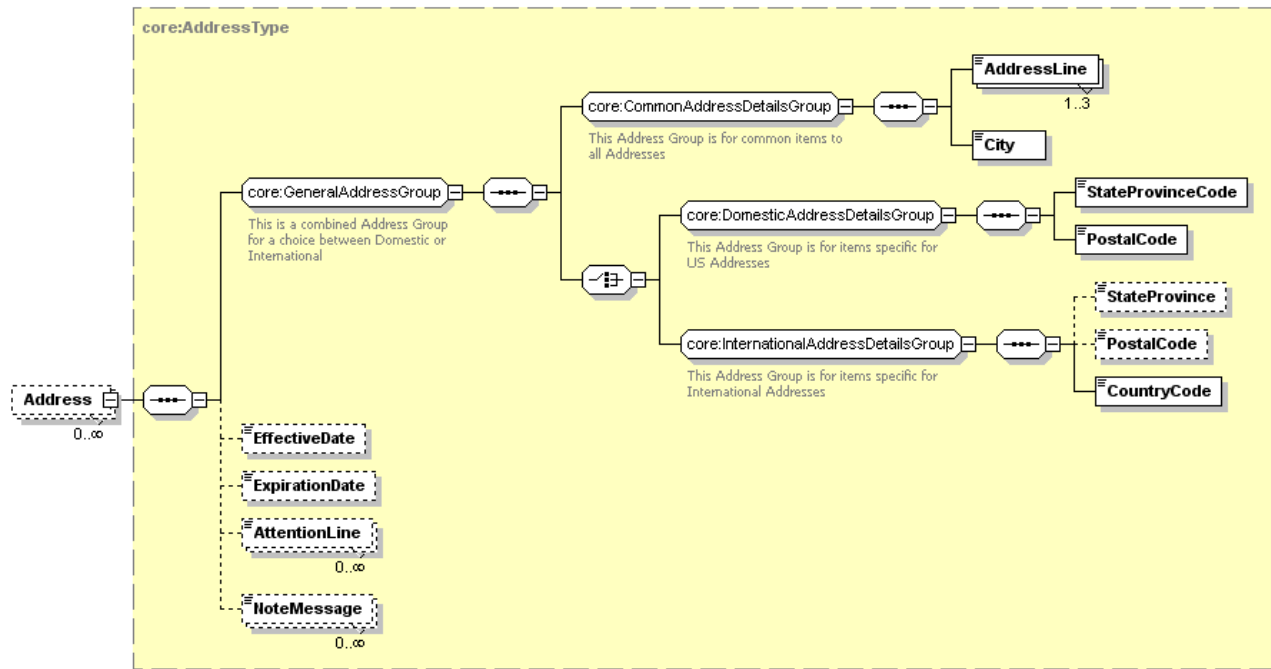 core:AddressType
AddressLine
1..3
core:CommonAddressDetailsGroup
This Address Group is for common items to
all Addresses
City
core:GeneralAddressGroup
This is a combined Address Group
for a choice between Domestic or
International
StateProvinceCode
core:DomesticAddressDetailsGroup
This Address Group is for items specific for
US Addresses
PostalCode
StateProvince
core:InternationalAddressDetailsGroup
This Address Group is for items specific for
International Addresses
PostalCode
CountryCode
Address
0..∞
EffectiveDate
ExpirationDate
AttentionLine
0..∞
NoteMessage
0..∞